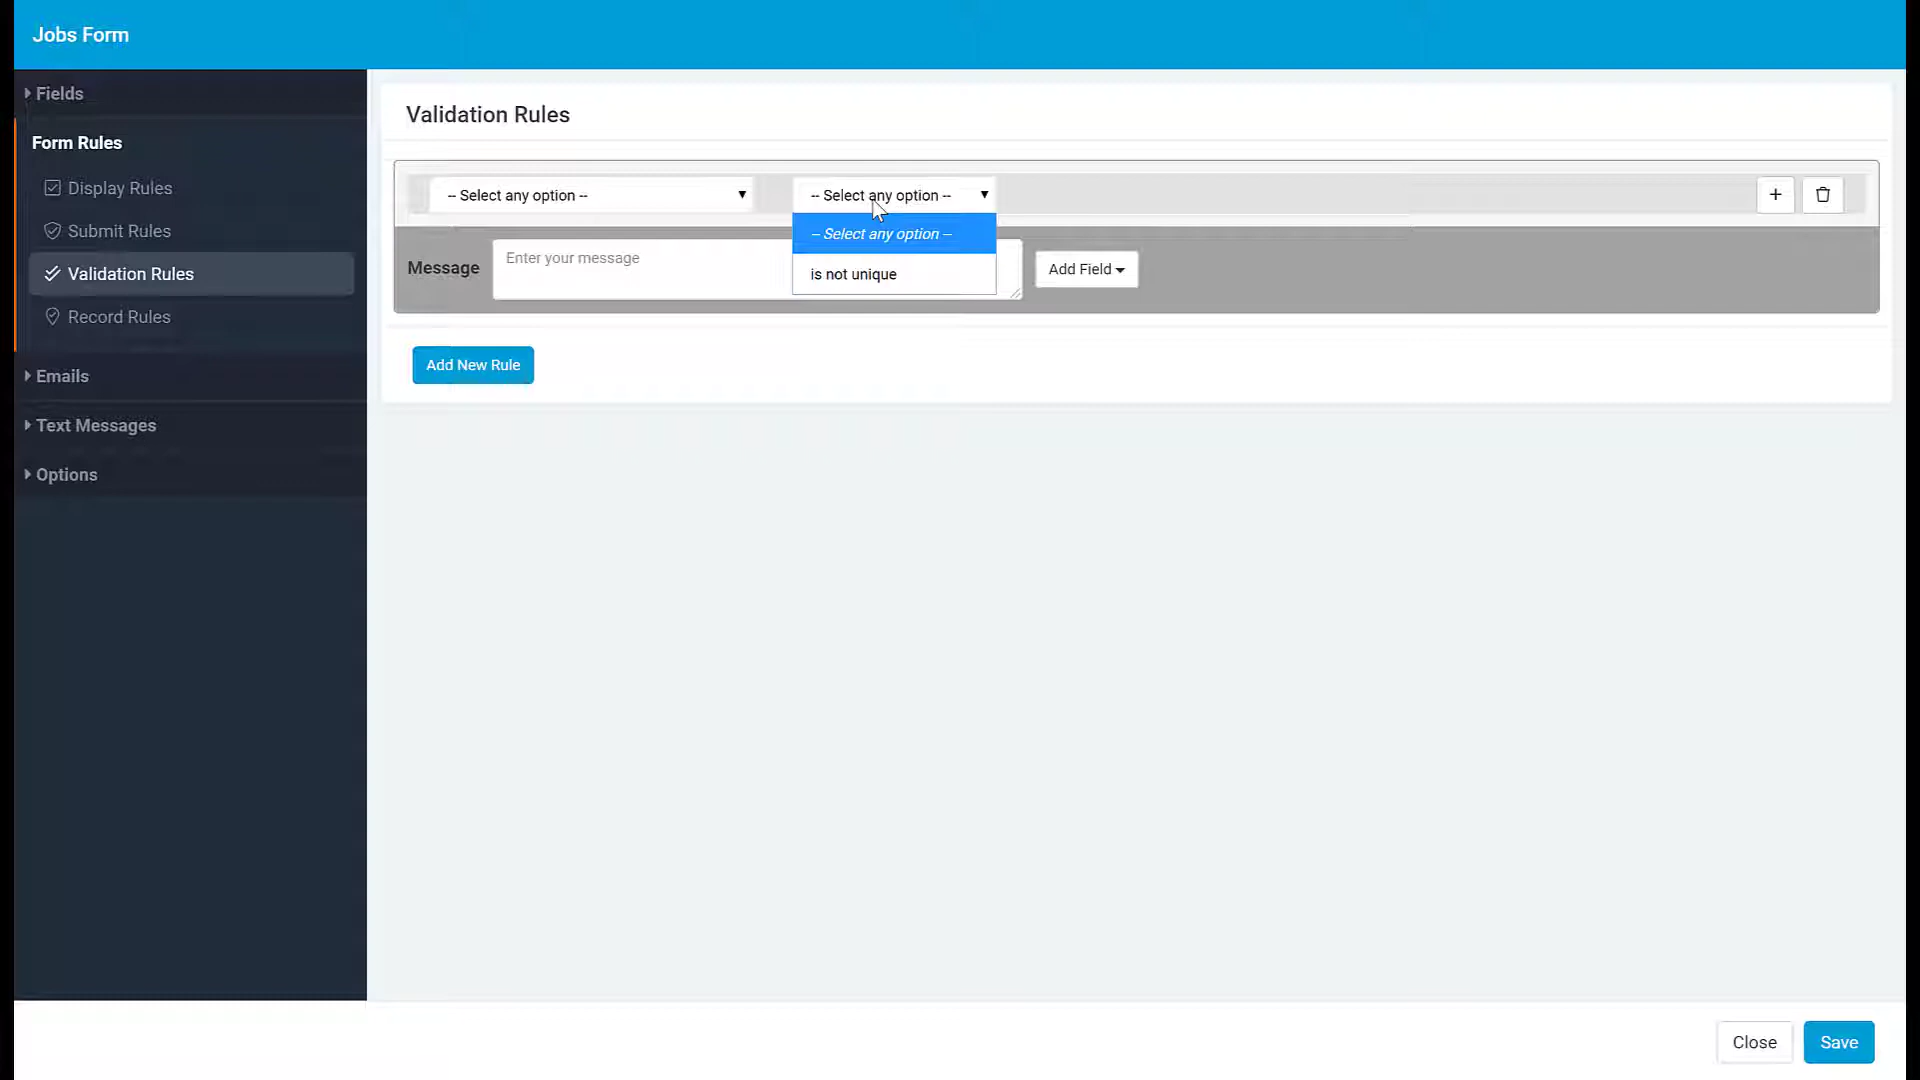 Jobs Form
Fields
Form Rules
Display Rules
Submit Rules
Validation Rules
Record Rules
Emails
Text Messages
Options
Validation Rules
-- Select any option --
-- Select any option --
-- Select any option --
is not unique
Message
Enter your message
Add Field
Add New Rule
Close
Save